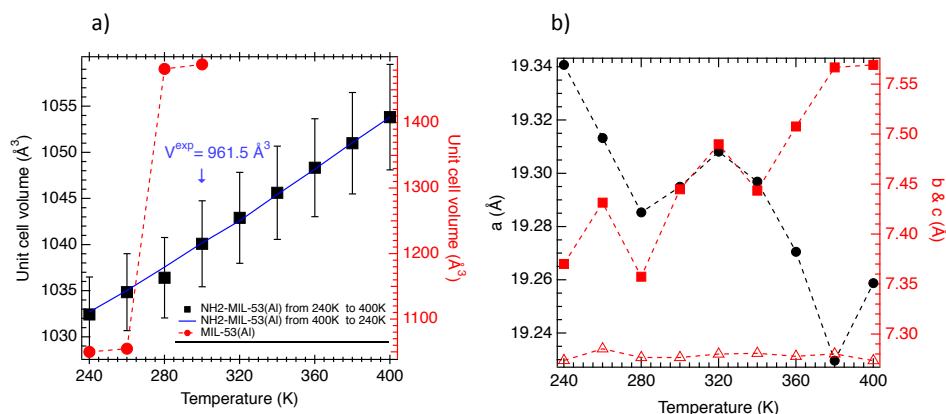 a)
Unit cell volume (Å³)
1055
1050
1045
1040
1035
1030
V^exp= 961.5 Å³
NH2-MIL-53(Al) from 240K to 400K
NH2-MIL-53(Al) from 400K to 240K
MIL-53(Al)
1400
1300
1200
1100
Unit cell volume (Å³)
240 280 320 360 400
Temperature (K)
b)
a (Å)
19.34
19.32
19.30
19.28
19.26
19.24
7.55
7.50
7.45
7.40
7.35
7.30
b & c (Å)
240 280 320 360 400
Temperature (K)